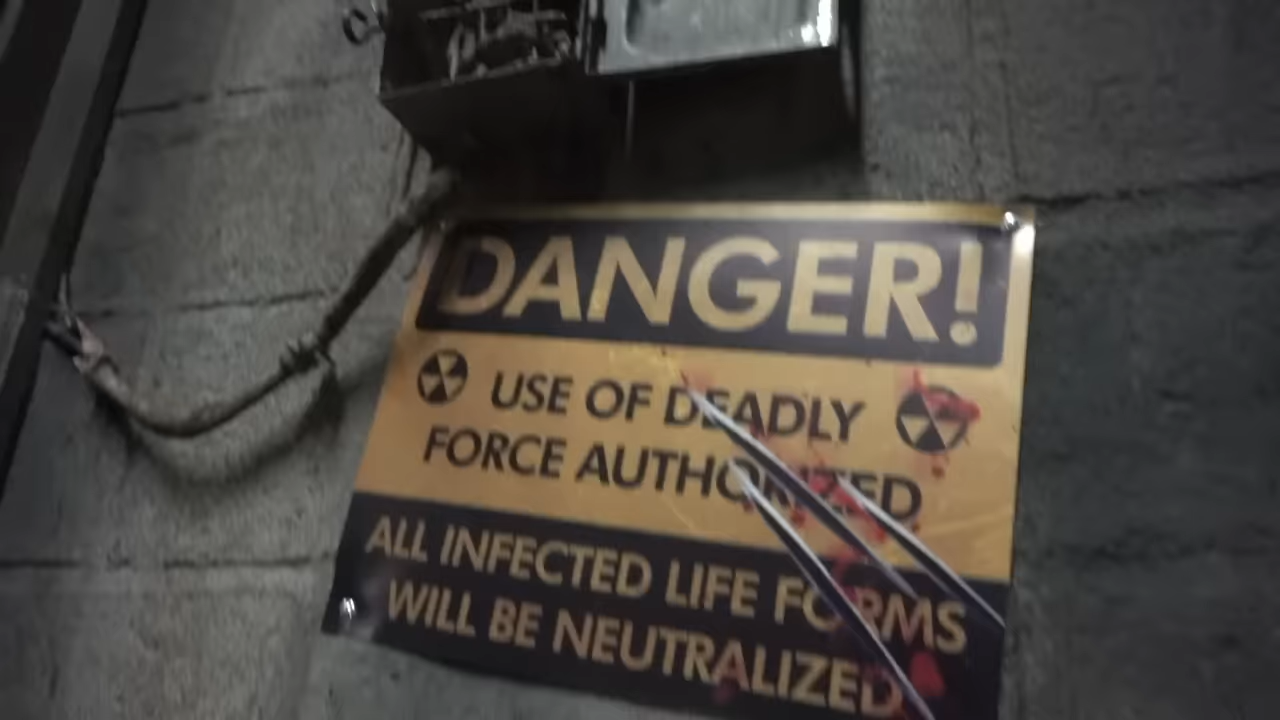 DANGER!
USE OF DEADLY
FORCE AUTHORIZED
ALL INFECTED LIFE FORMS
WILL BE NEUTRALIZED